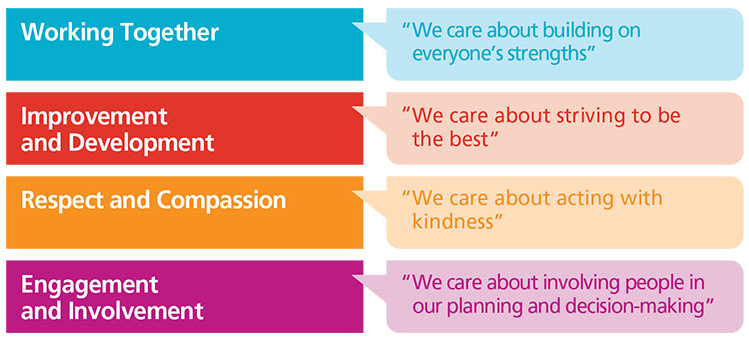 Working Together
“We care about building on
everyone’s strengths”
Improvement
and Development
“We care about striving to be
the best”
Respect and Compassion
“We care about acting with
kindness”
Engagement
and Involvement
“We care about involving people in
our planning and decision-making”